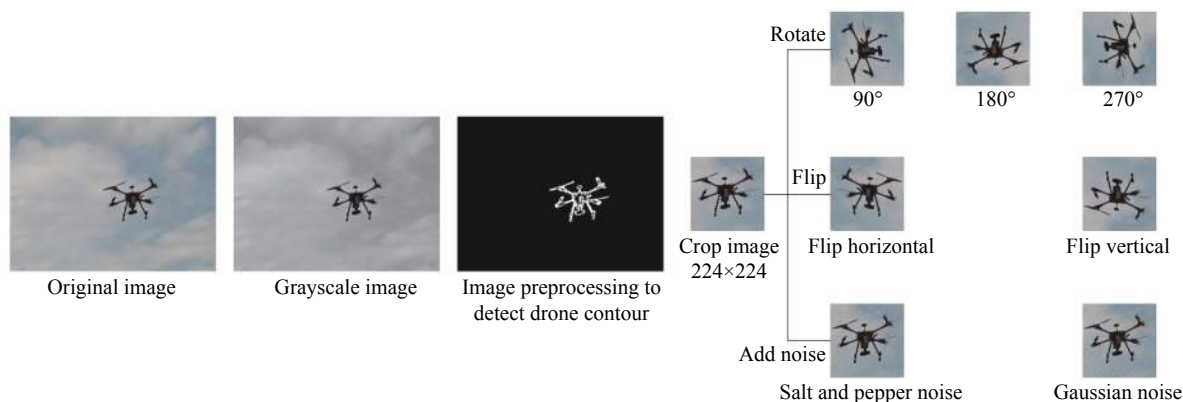 Rotate
90°
180°
270°
Flip
Original image
Grayscale image
Image preprocessing to
detect drone contour
Crop image
224×224
Flip horizontal
Flip vertical
Add noise
Salt and pepper noise
Gaussian noise